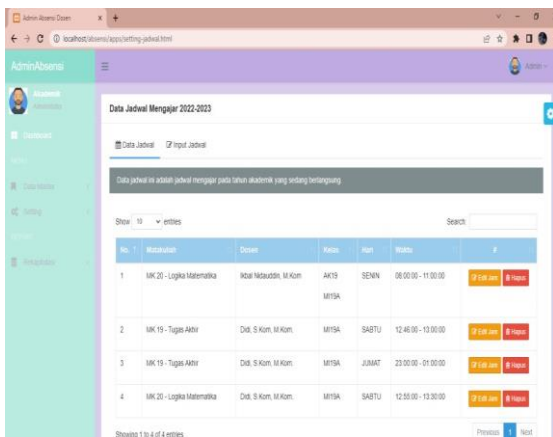 Admin Absensi Dosen
localhost/absensi/apps/setting-jadwal.html
AdminAbsensi
Admin
Akademik
Data Jadwal Mengajar 2022-2023
Dashboard
Data Jadwal
Input Jadwal
Data jadwal ini adalah jadwal mengajar pada tahun akademik yang sedang berlangsung.
Setting
Show 10 entries
Search:
No. Matakuliah Dosen Kelas Hari Waktu #
1 MK 20 - Logika Matematika Ikbal Nidauddin, M.Kom AK19 SENIN 08:00:00 - 11:00:00 Edit Jam Hapus
MI19A
2 MK 19 - Tugas Akhir Didi, S.Kom, M.Kom. MI19A SABTU 12:46:00 - 13:00:00 Edit Jam Hapus
3 MK 19 - Tugas Akhir Didi, S.Kom, M.Kom. MI19A JUMAT 23:00:00 - 01:00:00 Edit Jam Hapus
4 MK 20 - Logika Matematika Didi, S.Kom, M.Kom. MI19A SABTU 12:55:00 - 13:30:00 Edit Jam Hapus
Showing 1 to 4 of 4 entries
Previous 1 Next